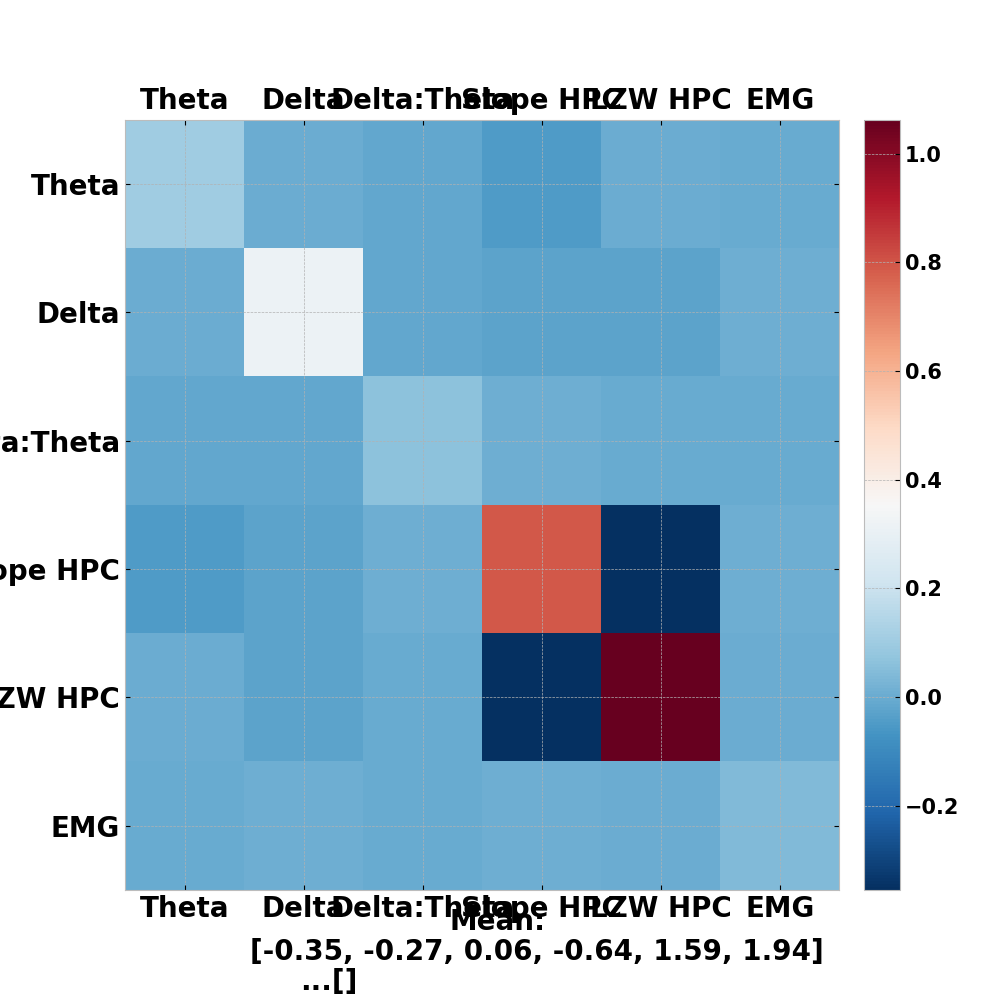 Theta Delta Delta:Theta Slope HPC LZW HPC EMG
Theta
Delta
a:Theta
ope HPC
ZW HPC
EMG
1.0
0.8
0.6
0.4
0.2
0.0
−0.2
Theta Delta Delta:Theta Slope HPC LZW HPC EMG
Mean:
[-0.35, -0.27, 0.06, -0.64, 1.59, 1.94]
...[]